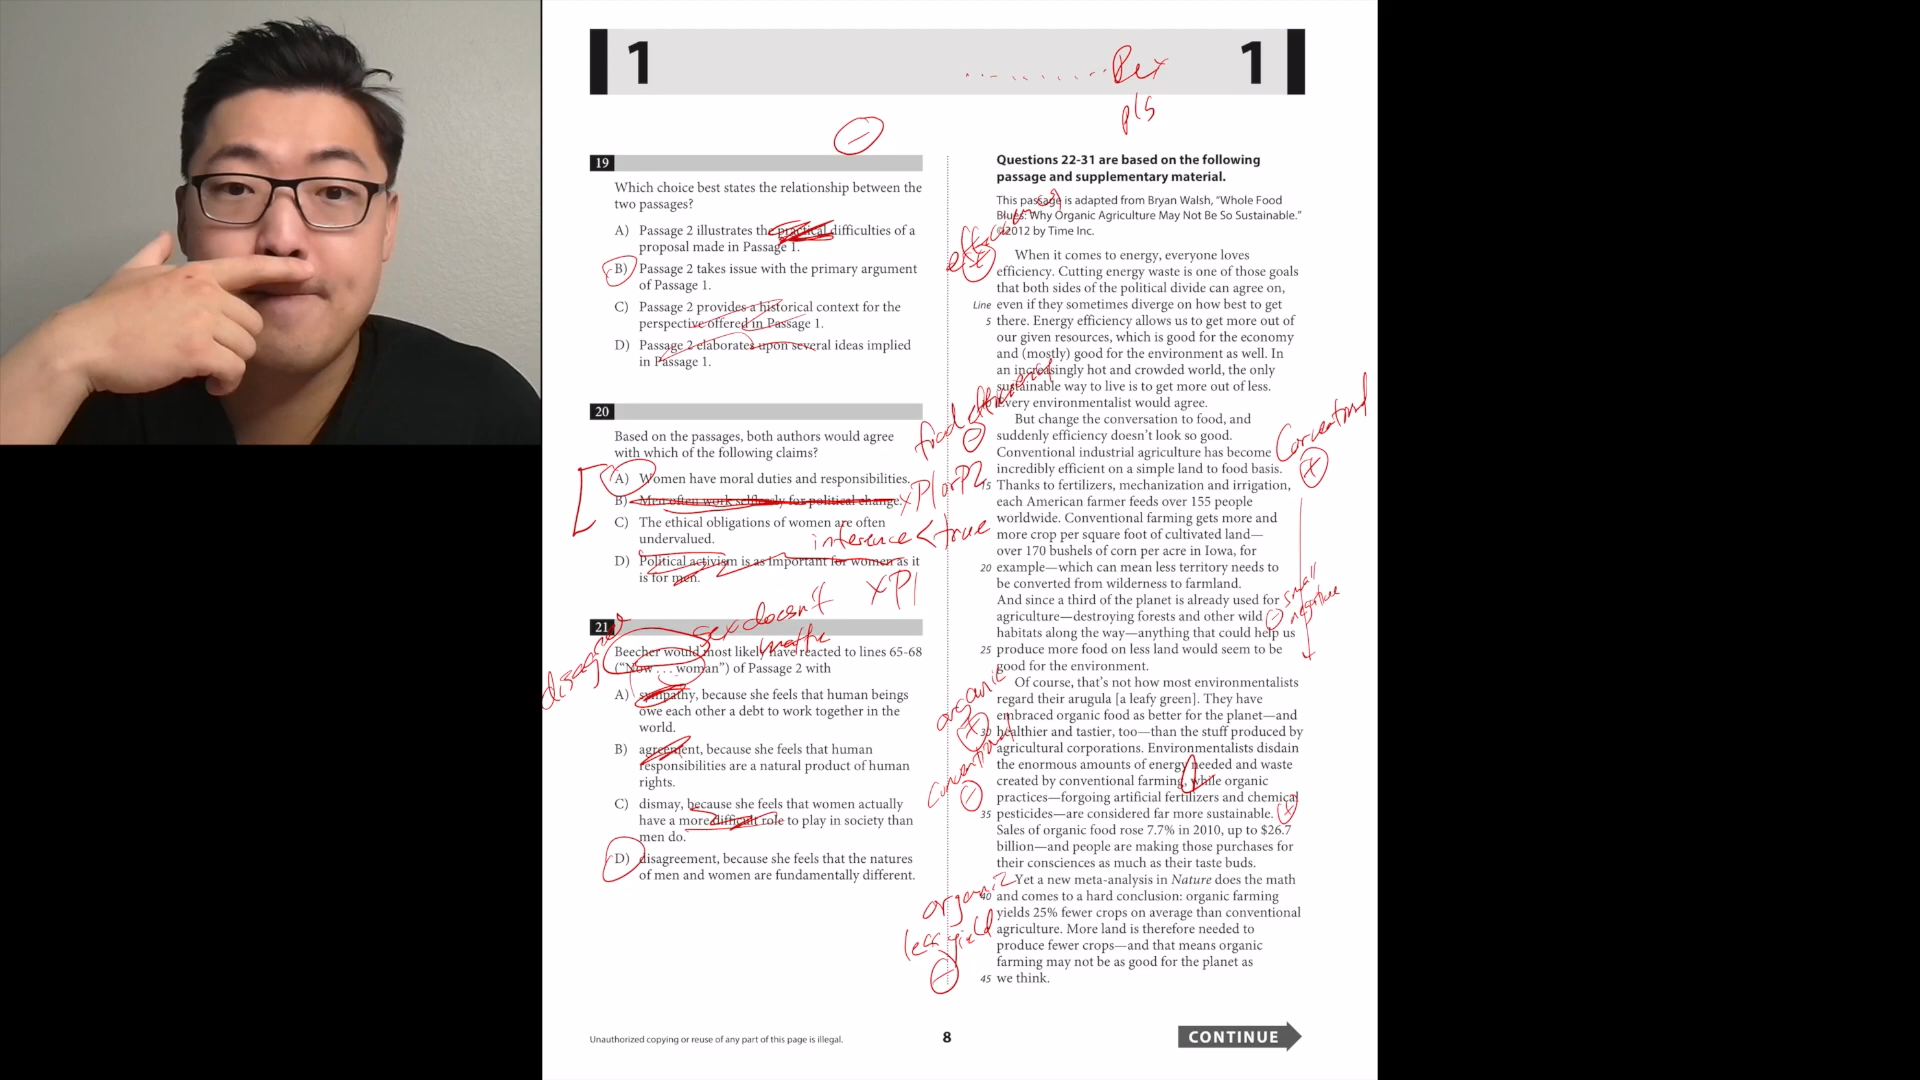 1
1
Bet
pls
19
Which choice best states the relationship between the
two passages?
A) Passage 2 illustrates the practical difficulties of a
proposal made in Passage 1.
B) Passage 2 takes issue with the primary argument
of Passage 1.
C) Passage 2 provides a historical context for the
perspective offered in Passage 1.
D) Passage 2 elaborates upon several ideas implied
in Passage 1.
20
Based on the passages, both authors would agree
with which of the following claims?
A) Women have moral duties and responsibilities.
B) Men often work selflessly for political change.
xP1orP2
C) The ethical obligations of women are often
undervalued.
inference < true
D) Political activism is as important for women as it
is for men.
xP1
21
sex doesn't
matter
disagree
Beecher would most likely have reacted to lines 65-68
(“Now . . . woman”) of Passage 2 with
A) sympathy, because she feels that human beings
owe each other a debt to work together in the
world.
B) agreement, because she feels that human
responsibilities are a natural product of human
rights.
C) dismay, because she feels that women actually
have a more difficult role to play in society than
men do.
D) disagreement, because she feels that the natures
of men and women are fundamentally different.
Questions 22-31 are based on the following
passage and supplementary material.
This passage is adapted from Bryan Walsh, “Whole Food
Blues: Why Organic Agriculture May Not Be So Sustainable.”
©2012 by Time Inc.
When it comes to energy, everyone loves
efficiency. Cutting energy waste is one of those goals
that both sides of the political divide can agree on,
Line even if they sometimes diverge on how best to get
5 there. Energy efficiency allows us to get more out of
our given resources, which is good for the economy
and (mostly) good for the environment as well. In
an increasingly hot and crowded world, the only
sustainable way to live is to get more out of less.
Every environmentalist would agree.
food efficiency
But change the conversation to food, and
suddenly efficiency doesn’t look so good.
Conventional industrial agriculture has become
incredibly efficient on a simple land to food basis.
15 Thanks to fertilizers, mechanization and irrigation,
each American farmer feeds over 155 people
worldwide. Conventional farming gets more and
more crop per square foot of cultivated land—
over 170 bushels of corn per acre in Iowa, for
20 example—which can mean less territory needs to
be converted from wilderness to farmland.
And since a third of the planet is already used for
agriculture—destroying forests and other wild
habitats along the way—anything that could help us
25 produce more food on less land would seem to be
good for the environment.
small
negative
organic
Of course, that’s not how most environmentalists
regard their arugula [a leafy green]. They have
embraced organic food as better for the planet—and
30 healthier and tastier, too—than the stuff produced by
agricultural corporations. Environmentalists disdain
the enormous amounts of energy needed and waste
created by conventional farming, while organic
practices—forgoing artificial fertilizers and chemical
35 pesticides—are considered far more sustainable.
Sales of organic food rose 7.7% in 2010, up to $26.7
billion—and people are making those purchases for
their consciences as much as their taste buds.
organic
less yield
Yet a new meta-analysis in Nature does the math
40 and comes to a hard conclusion: organic farming
yields 25% fewer crops on average than conventional
agriculture. More land is therefore needed to
produce fewer crops—and that means organic
farming may not be as good for the planet as
45 we think.
Unauthorized copying or reuse of any part of this page is illegal.
8
CONTINUE